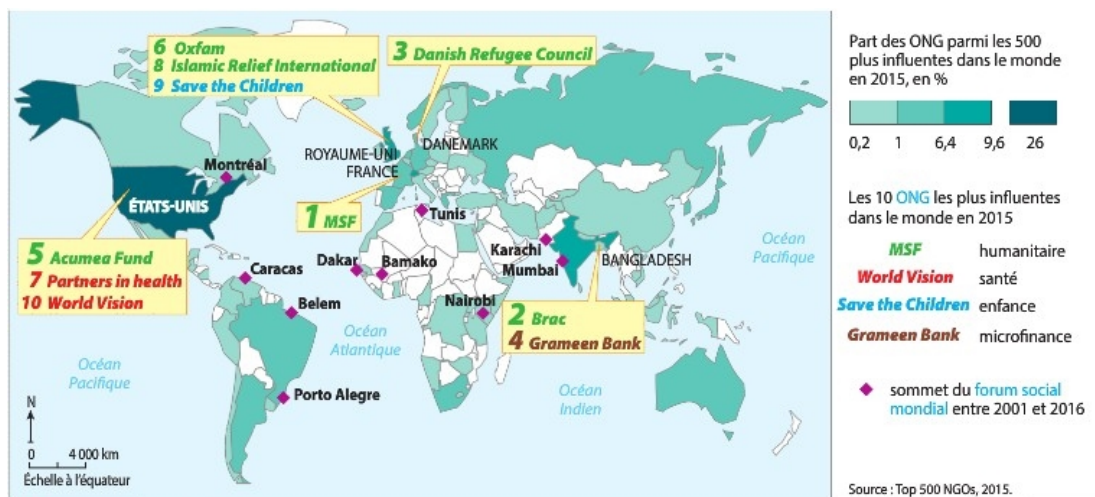 6 Oxfam
8 Islamic Relief International
9 Save the Children
3 Danish Refugee Council
DANEMARK
ROYAUME-UNI
FRANCE
Montréal
ÉTATS-UNIS
1 MSF
Tunis
5 Acumea Fund
7 Partners in health
10 World Vision
Caracas
Dakar
Bamako
Karachi
Mumbai
BANGLADESH
Océan
Pacifique
Belem
Nairobi
2 Brac
4 Grameen Bank
Océan
Atlantique
Océan
Pacifique
Océan
Indien
Porto Alegre
N
0 4 000 km
Échelle à l'équateur
Part des ONG parmi les 500
plus influentes dans le monde
en 2015, en %
0,2 1 6,4 9,6 26
Les 10 ONG les plus influentes
dans le monde en 2015
MSF humanitaire
World Vision santé
Save the Children enfance
Grameen Bank microfinance
sommet du forum social
mondial entre 2001 et 2016
Source : Top 500 NGOs, 2015.